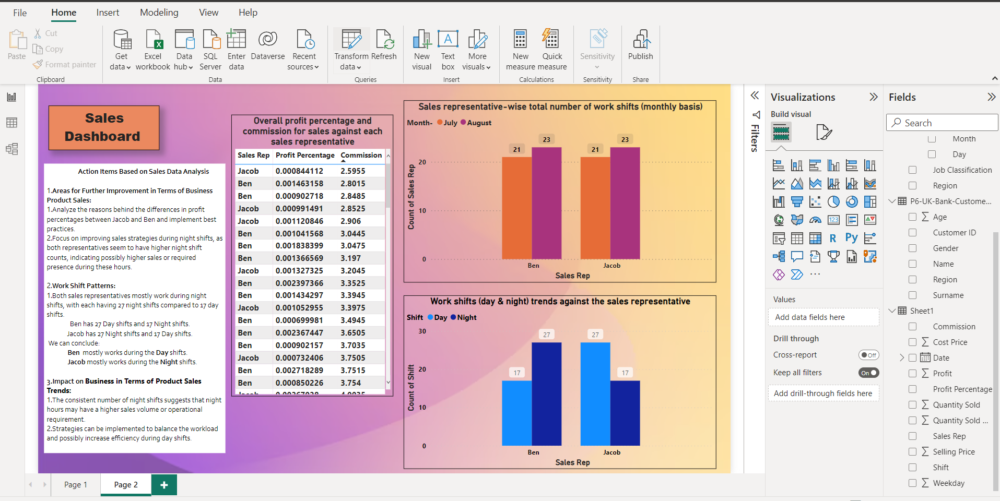 File Home Insert Modeling View Help
Paste
Cut
Copy
Format painter
Clipboard
Get data
Excel workbook
Data hub
SQL Server
Enter data
Dataverse
Recent sources
Data
Transform data
Refresh
Queries
New visual
Text box
More visuals
Insert
New measure
Quick measure
Calculations
Sensitivity
Sensitivity
Publish
Share
Sales
Dashboard
Action Items Based on Sales Data Analysis
1.Areas for Further Improvement in Terms of Business
Product Sales:
1.Analyze the reasons behind the differences in profit
percentages between Jacob and Ben and implement best
practices.
2.Focus on improving sales strategies during night shifts, as
both representatives seem to have higher night shift
counts, indicating possibly higher sales or required
presence during these hours.
2.Work Shift Patterns:
1.Both sales representatives mostly work during night
shifts, with each having 27 night shifts compared to 17 day
shifts.
Ben has 27 Day shifts and 17 Night shifts.
Jacob has 27 Night shifts and 17 Day shifts.
We can conclude:
Ben mostly works during the Day shifts.
Jacob mostly works during the Night shifts.
3.Impact on Business in Terms of Product Sales
Trends:
1.The consistent number of night shifts suggests that night
hours may have a higher sales volume or operational
requirement.
2.Strategies can be implemented to balance the workload
and possibly increase efficiency during day shifts.
Overall profit percentage and
commission for sales against each
sales representative
Sales Rep Profit Percentage Commission
Jacob 0.000844112 2.5955
Ben 0.001463158 2.8015
Ben 0.000902718 2.8485
Jacob 0.000991491 2.8525
Jacob 0.001120846 2.906
Ben 0.001041568 3.0445
Ben 0.001838399 3.0475
Ben 0.001366569 3.197
Jacob 0.001327325 3.2045
Ben 0.002397366 3.3525
Ben 0.001434297 3.3945
Jacob 0.001052955 3.3975
Ben 0.000699981 3.4945
Ben 0.002367447 3.6505
Ben 0.000902157 3.7035
Jacob 0.000732406 3.7505
Ben 0.002718289 3.7515
Ben 0.000850226 3.754
Sales representative-wise total number of work shifts (monthly basis)
Month- July August
Count of Sales Rep
20
10
0
21
23
21
23
Ben
Jacob
Sales Rep
Work shifts (day & night) trends against the sales representative
Shift Day Night
Count of Shift
30
20
10
0
17
27
27
17
Ben
Jacob
Sales Rep
Filters
Visualizations
Build visual
123
R
Py
...
Values
Add data fields here
Drill through
Cross-report Off
Keep all filters On
Add drill-through fields here
Fields
Search
Month
Day
Job Classification
Region
P6-UK-Bank-Custome...
Age
Customer ID
Gender
Name
Region
Surname
Sheet1
Commission
Cost Price
Date
Profit
Profit Percentage
Quantity Sold
Quantity Sold ...
Sales Rep
Selling Price
Shift
Weekday
Page 1
Page 2